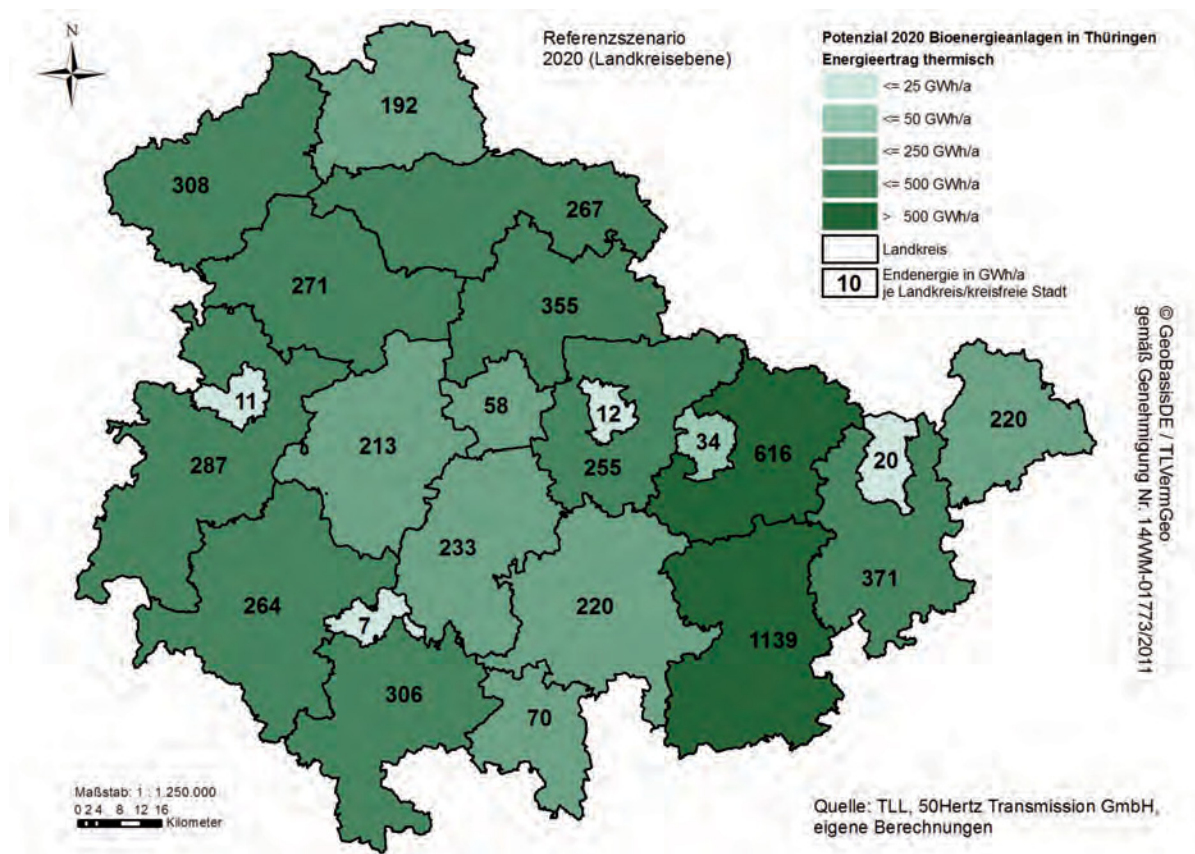 N
Referenzszenario
2020 (Landkreisebene)
Potenzial 2020 Bioenergieanlagen in Thüringen
Energieertrag thermisch
<= 25 GWh/a
<= 50 GWh/a
<= 250 GWh/a
<= 500 GWh/a
> 500 GWh/a
Landkreis
10 Endenergie in GWh/a
je Landkreis/kreisfreie Stadt
192
308
267
271
355
11
58
12
34
220
213
616
20
287
255
233
371
264
220
7
1139
306
70
© GeoBasisDE / TLVermGeo,
gemäß Genehmigung Nr. 14/WM-01773/2011
Maßstab: 1 : 1.250.000
0 2 4 8 12 16
Kilometer
Quelle: TLL, 50Hertz Transmission GmbH,
eigene Berechnungen